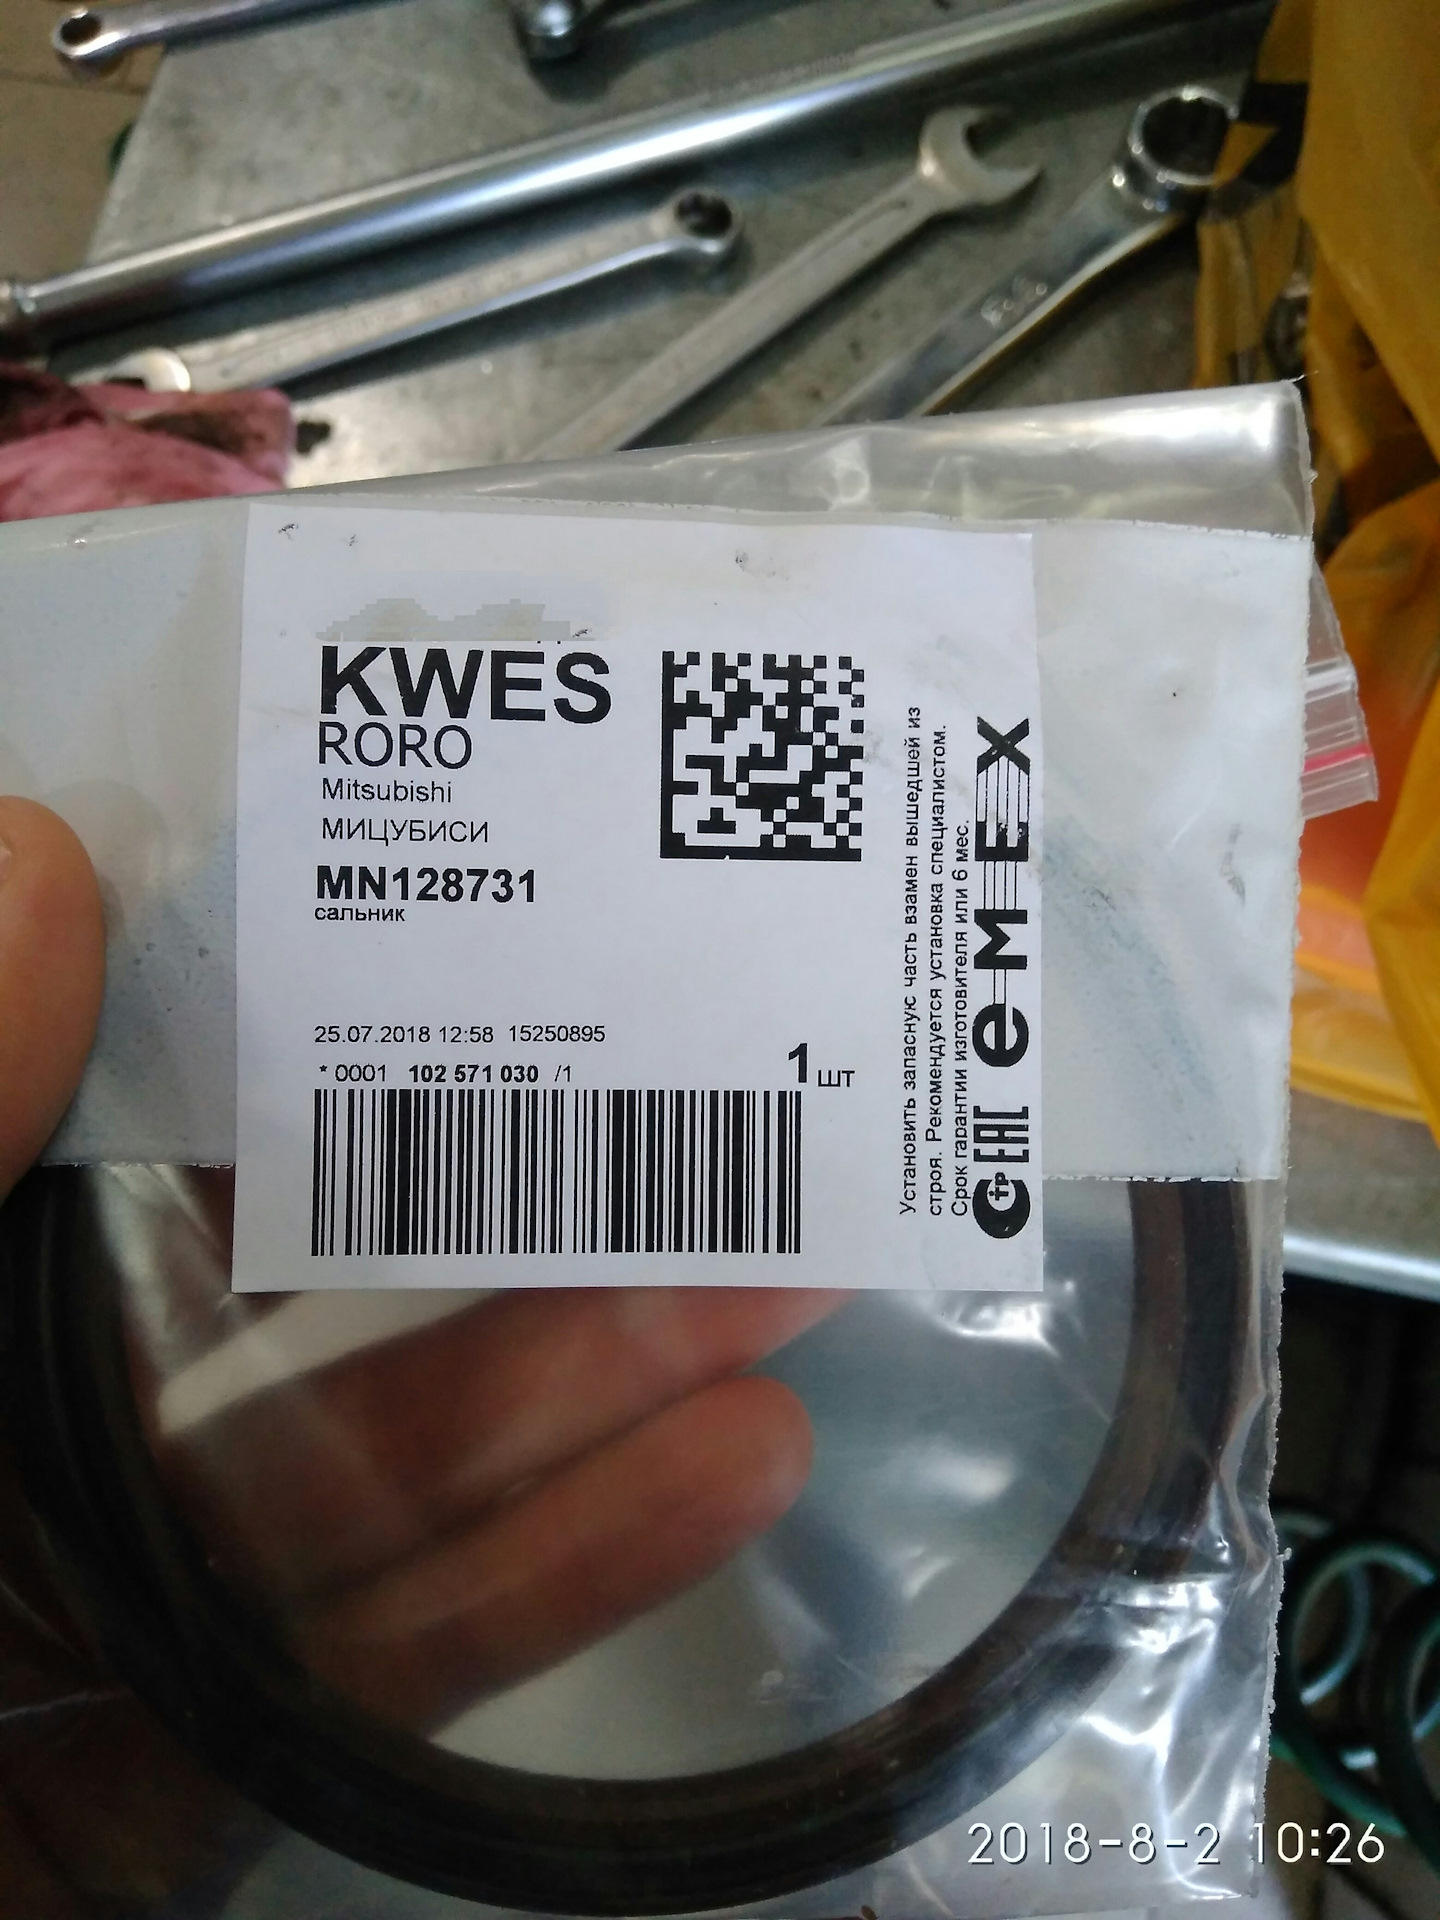 KWES
RORO
Mitsubishi
МИЦУБИСИ
MN128731
сальник
25.07.2018 12:58 15250895
* 0001 102 571 030 /1
1 шт
Установить запасную часть взамен вышедшей из
строя. Рекомендуется установка специалистом.
Срок гарантии изготовителя или 6 мес.
eMEX
EAC
Стр
2018-8-2 10:26